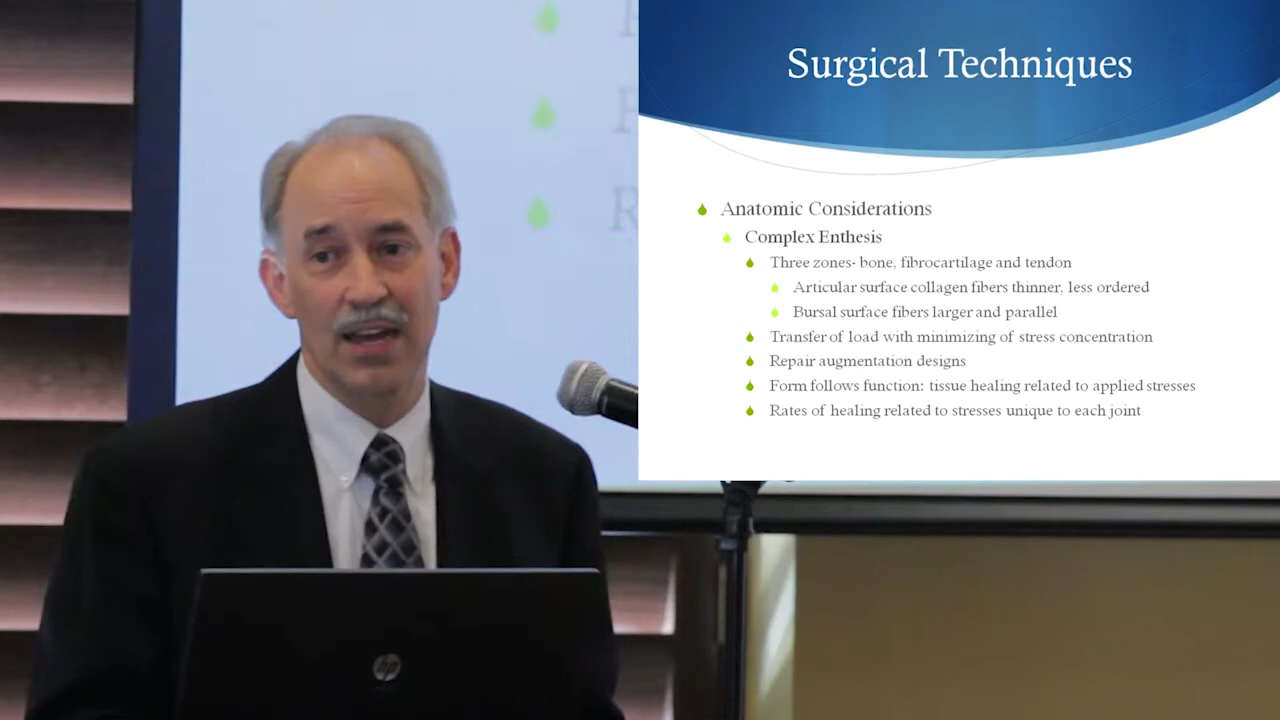 Surgical Techniques
Anatomic Considerations
Complex Enthesis
Three zones- bone, fibrocartilage and tendon
Articular surface collagen fibers thinner, less ordered
Bursal surface fibers larger and parallel
Transfer of load with minimizing of stress concentration
Repair augmentation designs
Form follows function: tissue healing related to applied stresses
Rates of healing related to stresses unique to each joint
R
hp